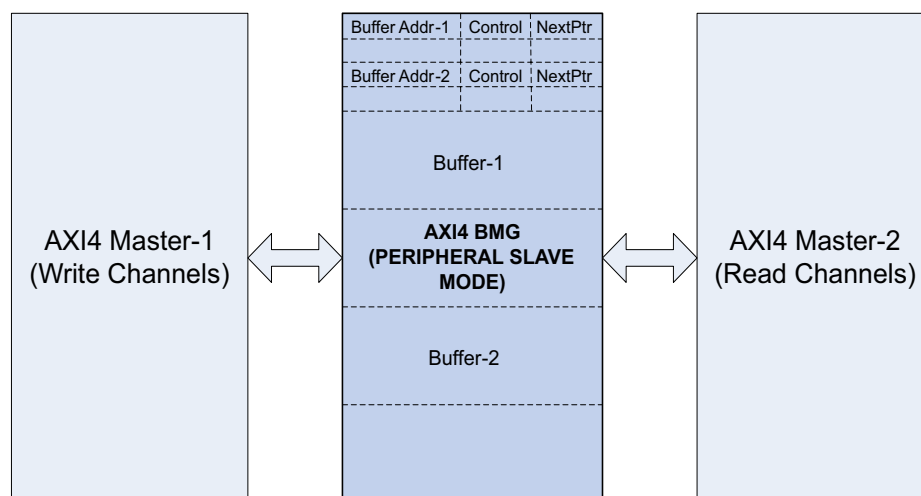 Buffer Addr-1 Control NextPtr
Buffer Addr-2 Control NextPtr
Buffer-1
AXI4 Master-1
(Write Channels)
AXI4 BMG
(PERIPHERAL SLAVE
MODE)
AXI4 Master-2
(Read Channels)
Buffer-2